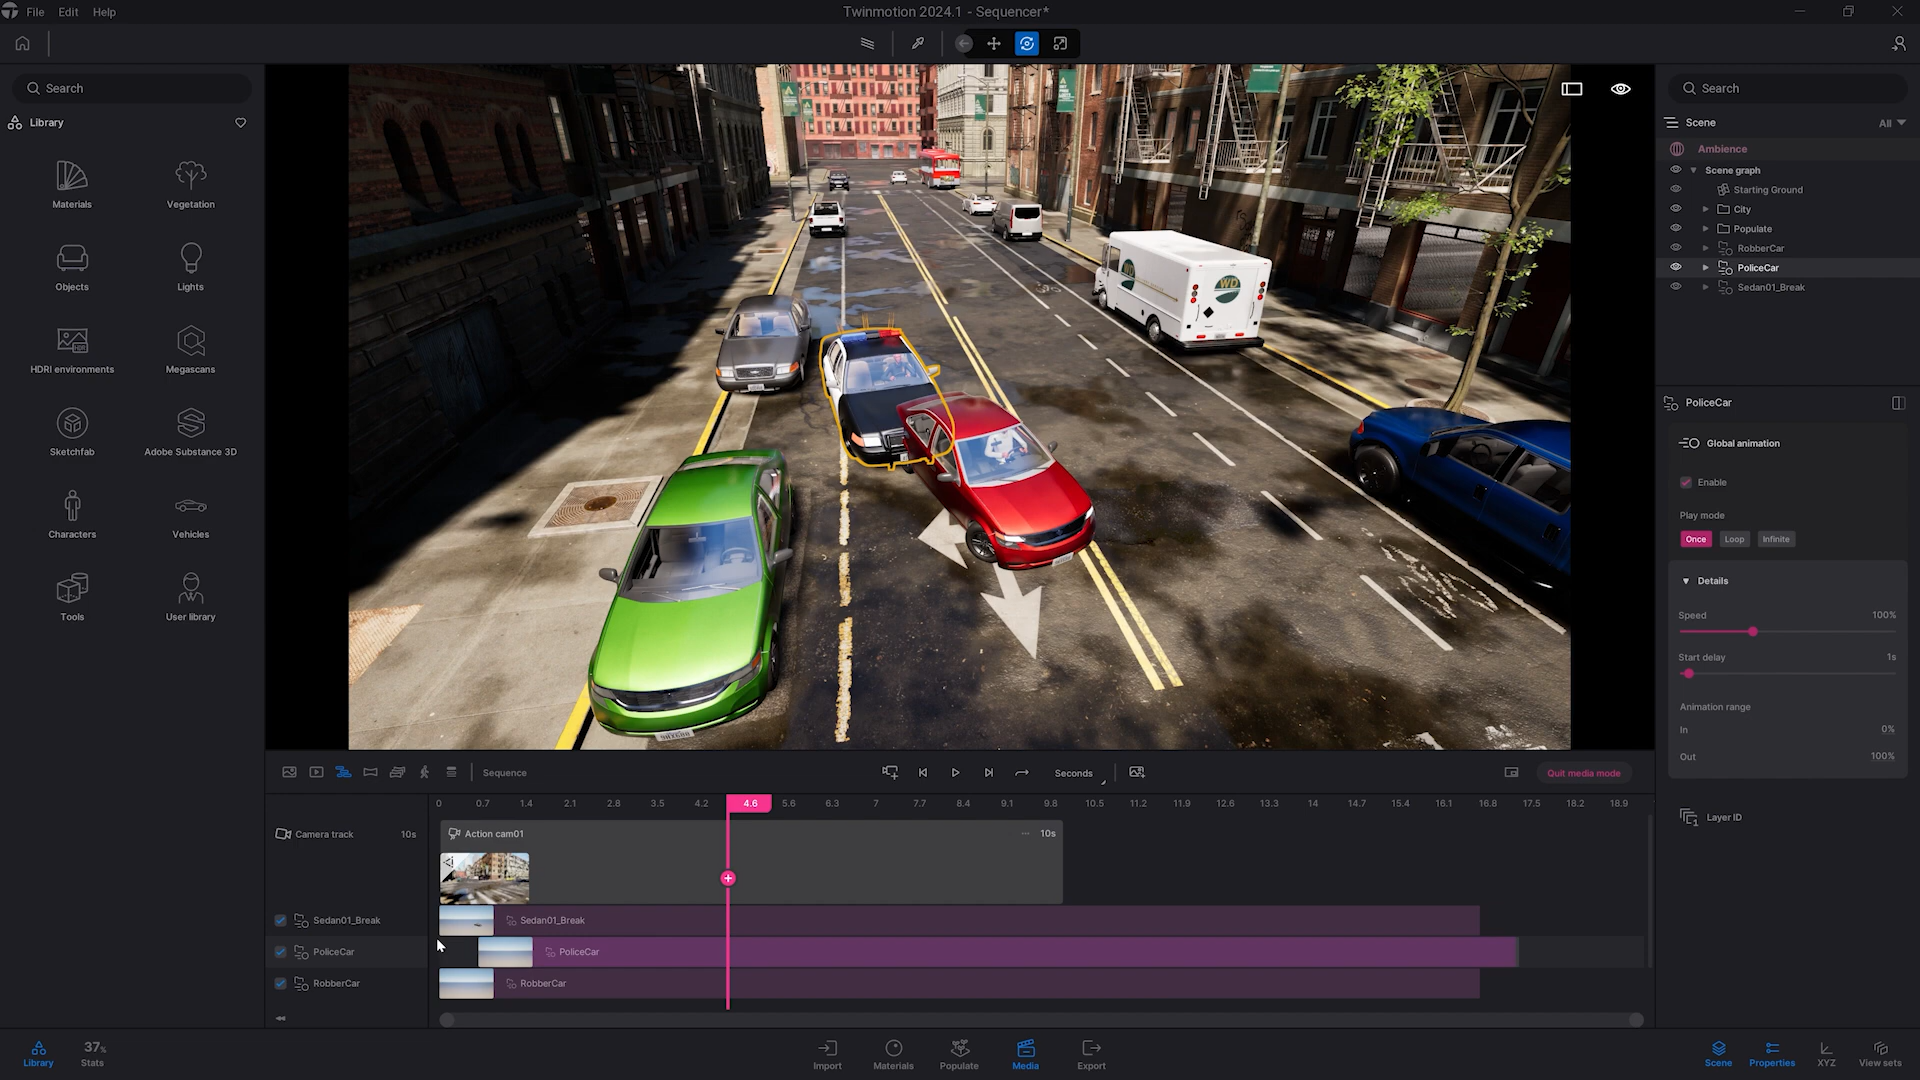 File Edit Help
Twinmotion 2024.1 - Sequencer*
Search
Library
Materials
Vegetation
Objects
Lights
HDRI environments
Megascans
Sketchfab
Adobe Substance 3D
Characters
Vehicles
Tools
User library
WD
WD
Search
Scene
All
Ambience
Scene graph
Starting Ground
City
Populate
RobberCar
PoliceCar
Sedan01_Break
PoliceCar
Global animation
Enable
Play mode
Once Loop Infinite
Details
Speed 100%
Start delay 1s
Animation range
In 0%
Out 100%
Layer ID
Sequence
Seconds
Quit media mode
0 0.7 1.4 2.1 2.8 3.5 4.2 4.6 5.6 6.3 7 7.7 8.4 9.1 9.8 10.5 11.2 11.9 12.6 13.3 14 14.7 15.4 16.1 16.8 17.5 18.2 18.9
Camera track 10s
Action cam01 ... 10s
Sedan01_Break Sedan01_Break
PoliceCar PoliceCar
RobberCar RobberCar
Library
37%
Stats
Import
Materials
Populate
Media
Export
Scene
Properties
XYZ
View sets